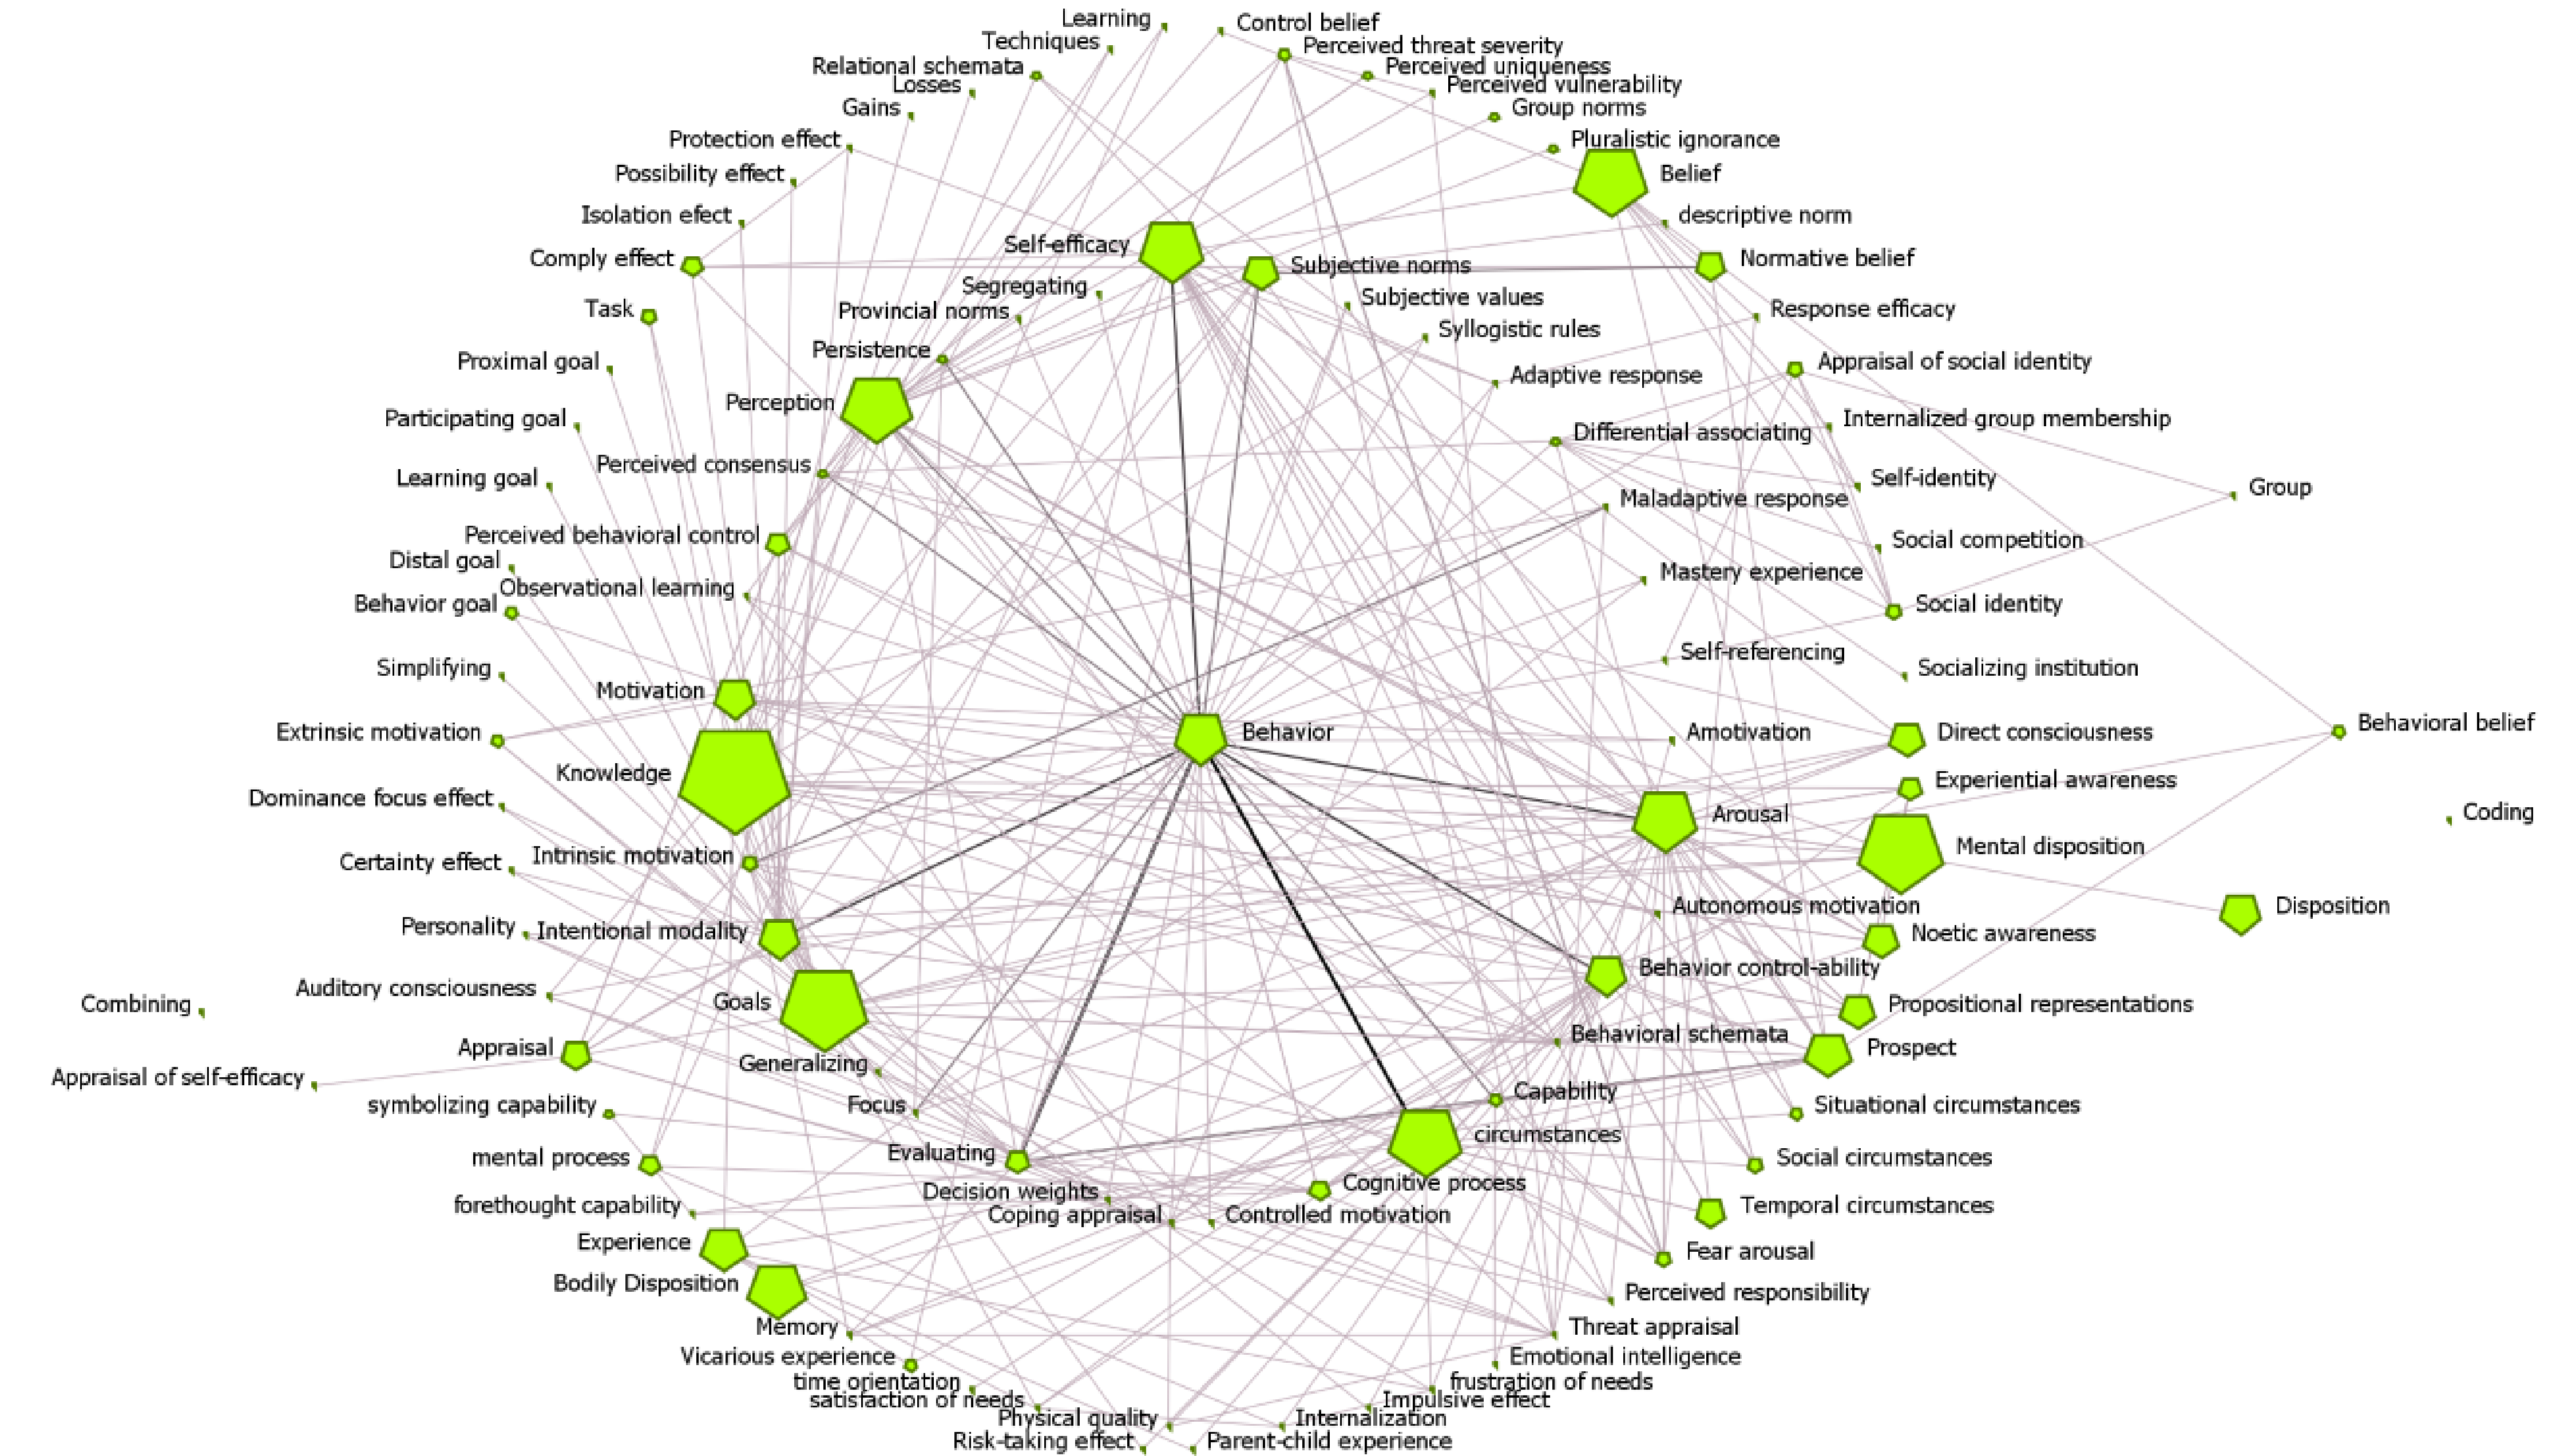 Learning
Control belief
Techniques
Perceived threat severity
Relational schemata
Perceived uniqueness
Losses
Perceived vulnerability
Gains
Group norms
Protection effect
Pluralistic ignorance
Possibility effect
Belief
Isolation efect
descriptive norm
Self-efficacy
Comply effect
Subjective norms
Normative belief
Segregating
Subjective values
Task
Provincial norms
Response efficacy
Syllogistic rules
Persistence
Proximal goal
Appraisal of social identity
Adaptive response
Perception
Participating goal
Internalized group membership
Differential associating
Perceived consensus
Learning goal
Self-identity
Group
Maladaptive response
Perceived behavioral control
Social competition
Distal goal
Mastery experience
Observational learning
Behavior goal
Social identity
Self-referencing
Simplifying
Socializing institution
Motivation
Behavioral belief
Extrinsic motivation
Behavior
Amotivation
Direct consciousness
Knowledge
Experiential awareness
Dominance focus effect
Arousal
Coding
Mental disposition
Certainty effect
Intrinsic motivation
Autonomous motivation
Disposition
Personality
Intentional modality
Noetic awareness
Behavior control-ability
Auditory consciousness
Goals
Combining
Propositional representations
Behavioral schemata
Appraisal
Prospect
Generalizing
Appraisal of self-efficacy
Capability
symbolizing capability
Focus
Situational circumstances
circumstances
Evaluating
mental process
Social circumstances
Cognitive process
Decision weights
forethought capability
Temporal circumstances
Coping appraisal
Controlled motivation
Experience
Fear arousal
Bodily Disposition
Perceived responsibility
Memory
Threat appraisal
Vicarious experience
Emotional intelligence
time orientation
frustration of needs
satisfaction of needs
Impulsive effect
Physical quality
Internalization
Risk-taking effect
Parent-child experience